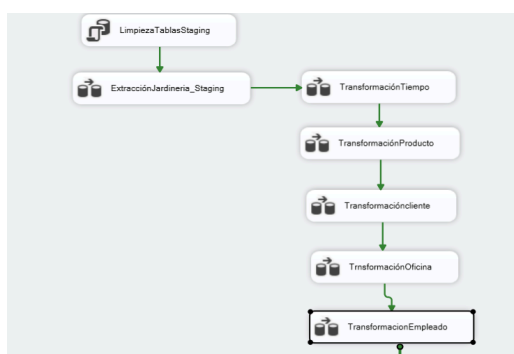 LimpiezaTablasStaging
ExtracciónJardineria_Staging
TransformaciónTiempo
TransformaciónProducto
Transformacióncliente
TrnsformaciónOficina
TransformacionEmpleado